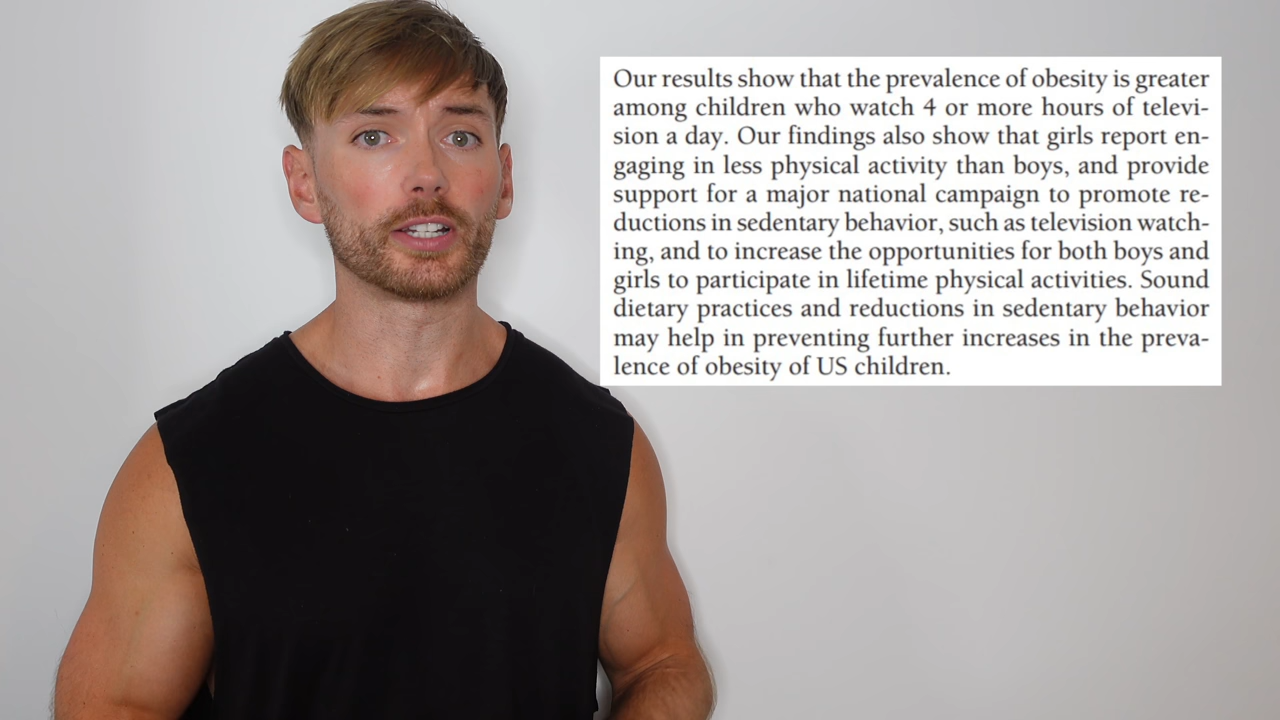 Our results show that the prevalence of obesity is greater
among children who watch 4 or more hours of televi-
sion a day. Our findings also show that girls report en-
gaging in less physical activity than boys, and provide
support for a major national campaign to promote re-
ductions in sedentary behavior, such as television watch-
ing, and to increase the opportunities for both boys and
girls to participate in lifetime physical activities. Sound
dietary practices and reductions in sedentary behavior
may help in preventing further increases in the preva-
lence of obesity of US children.